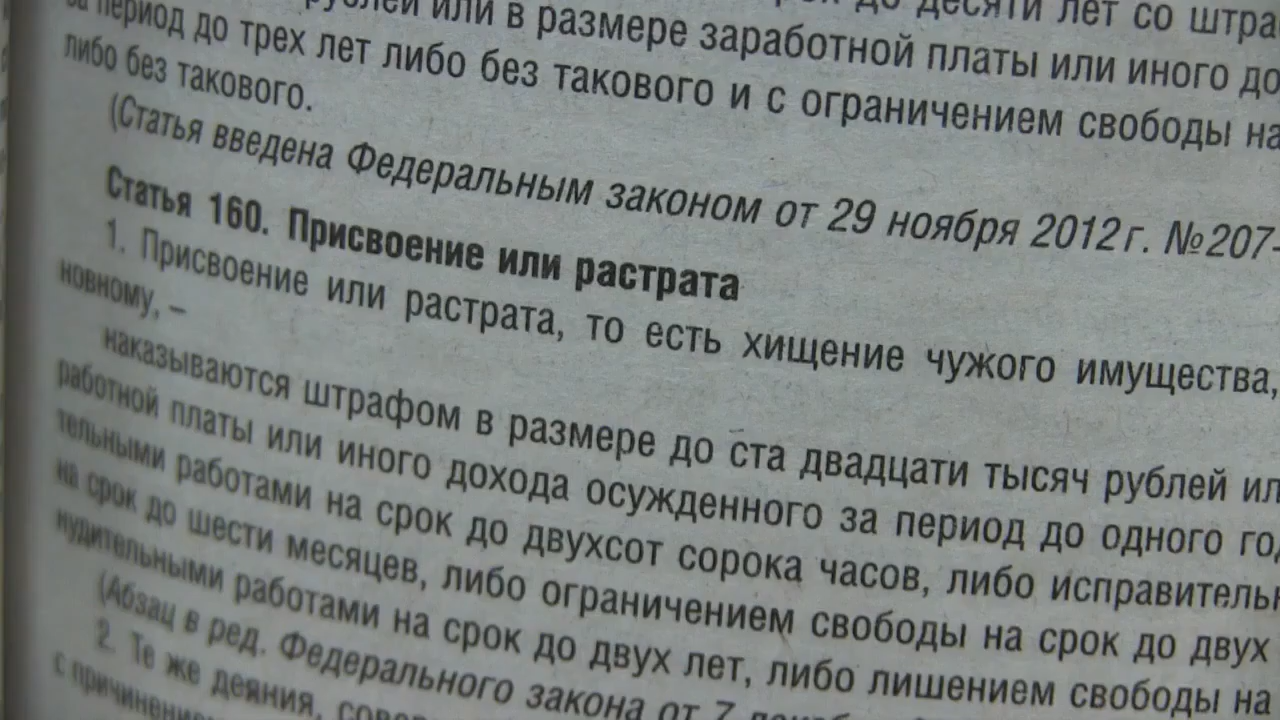 рублей или в размере заработной платы или иного до
за период до трех лет либо без такового и с ограничением свободы на
либо без такового.
(Статья введена Федеральным законом от 29 ноября 2012 г. № 207-
Статья 160. Присвоение или растрата
1. Присвоение или растрата, то есть хищение чужого имущества,
новному, –
наказываются штрафом в размере до ста двадцати тысяч рублей ил
работной платы или иного дохода осужденного за период до одного го
тельными работами на срок до двухсот сорока часов, либо исправитель
на срок до шести месяцев, либо ограничением свободы на срок до двух
нудительными работами на срок до двух лет, либо лишением свободы на
(Абзац в ред. Федерального закона от 7
2. Те же деяния,